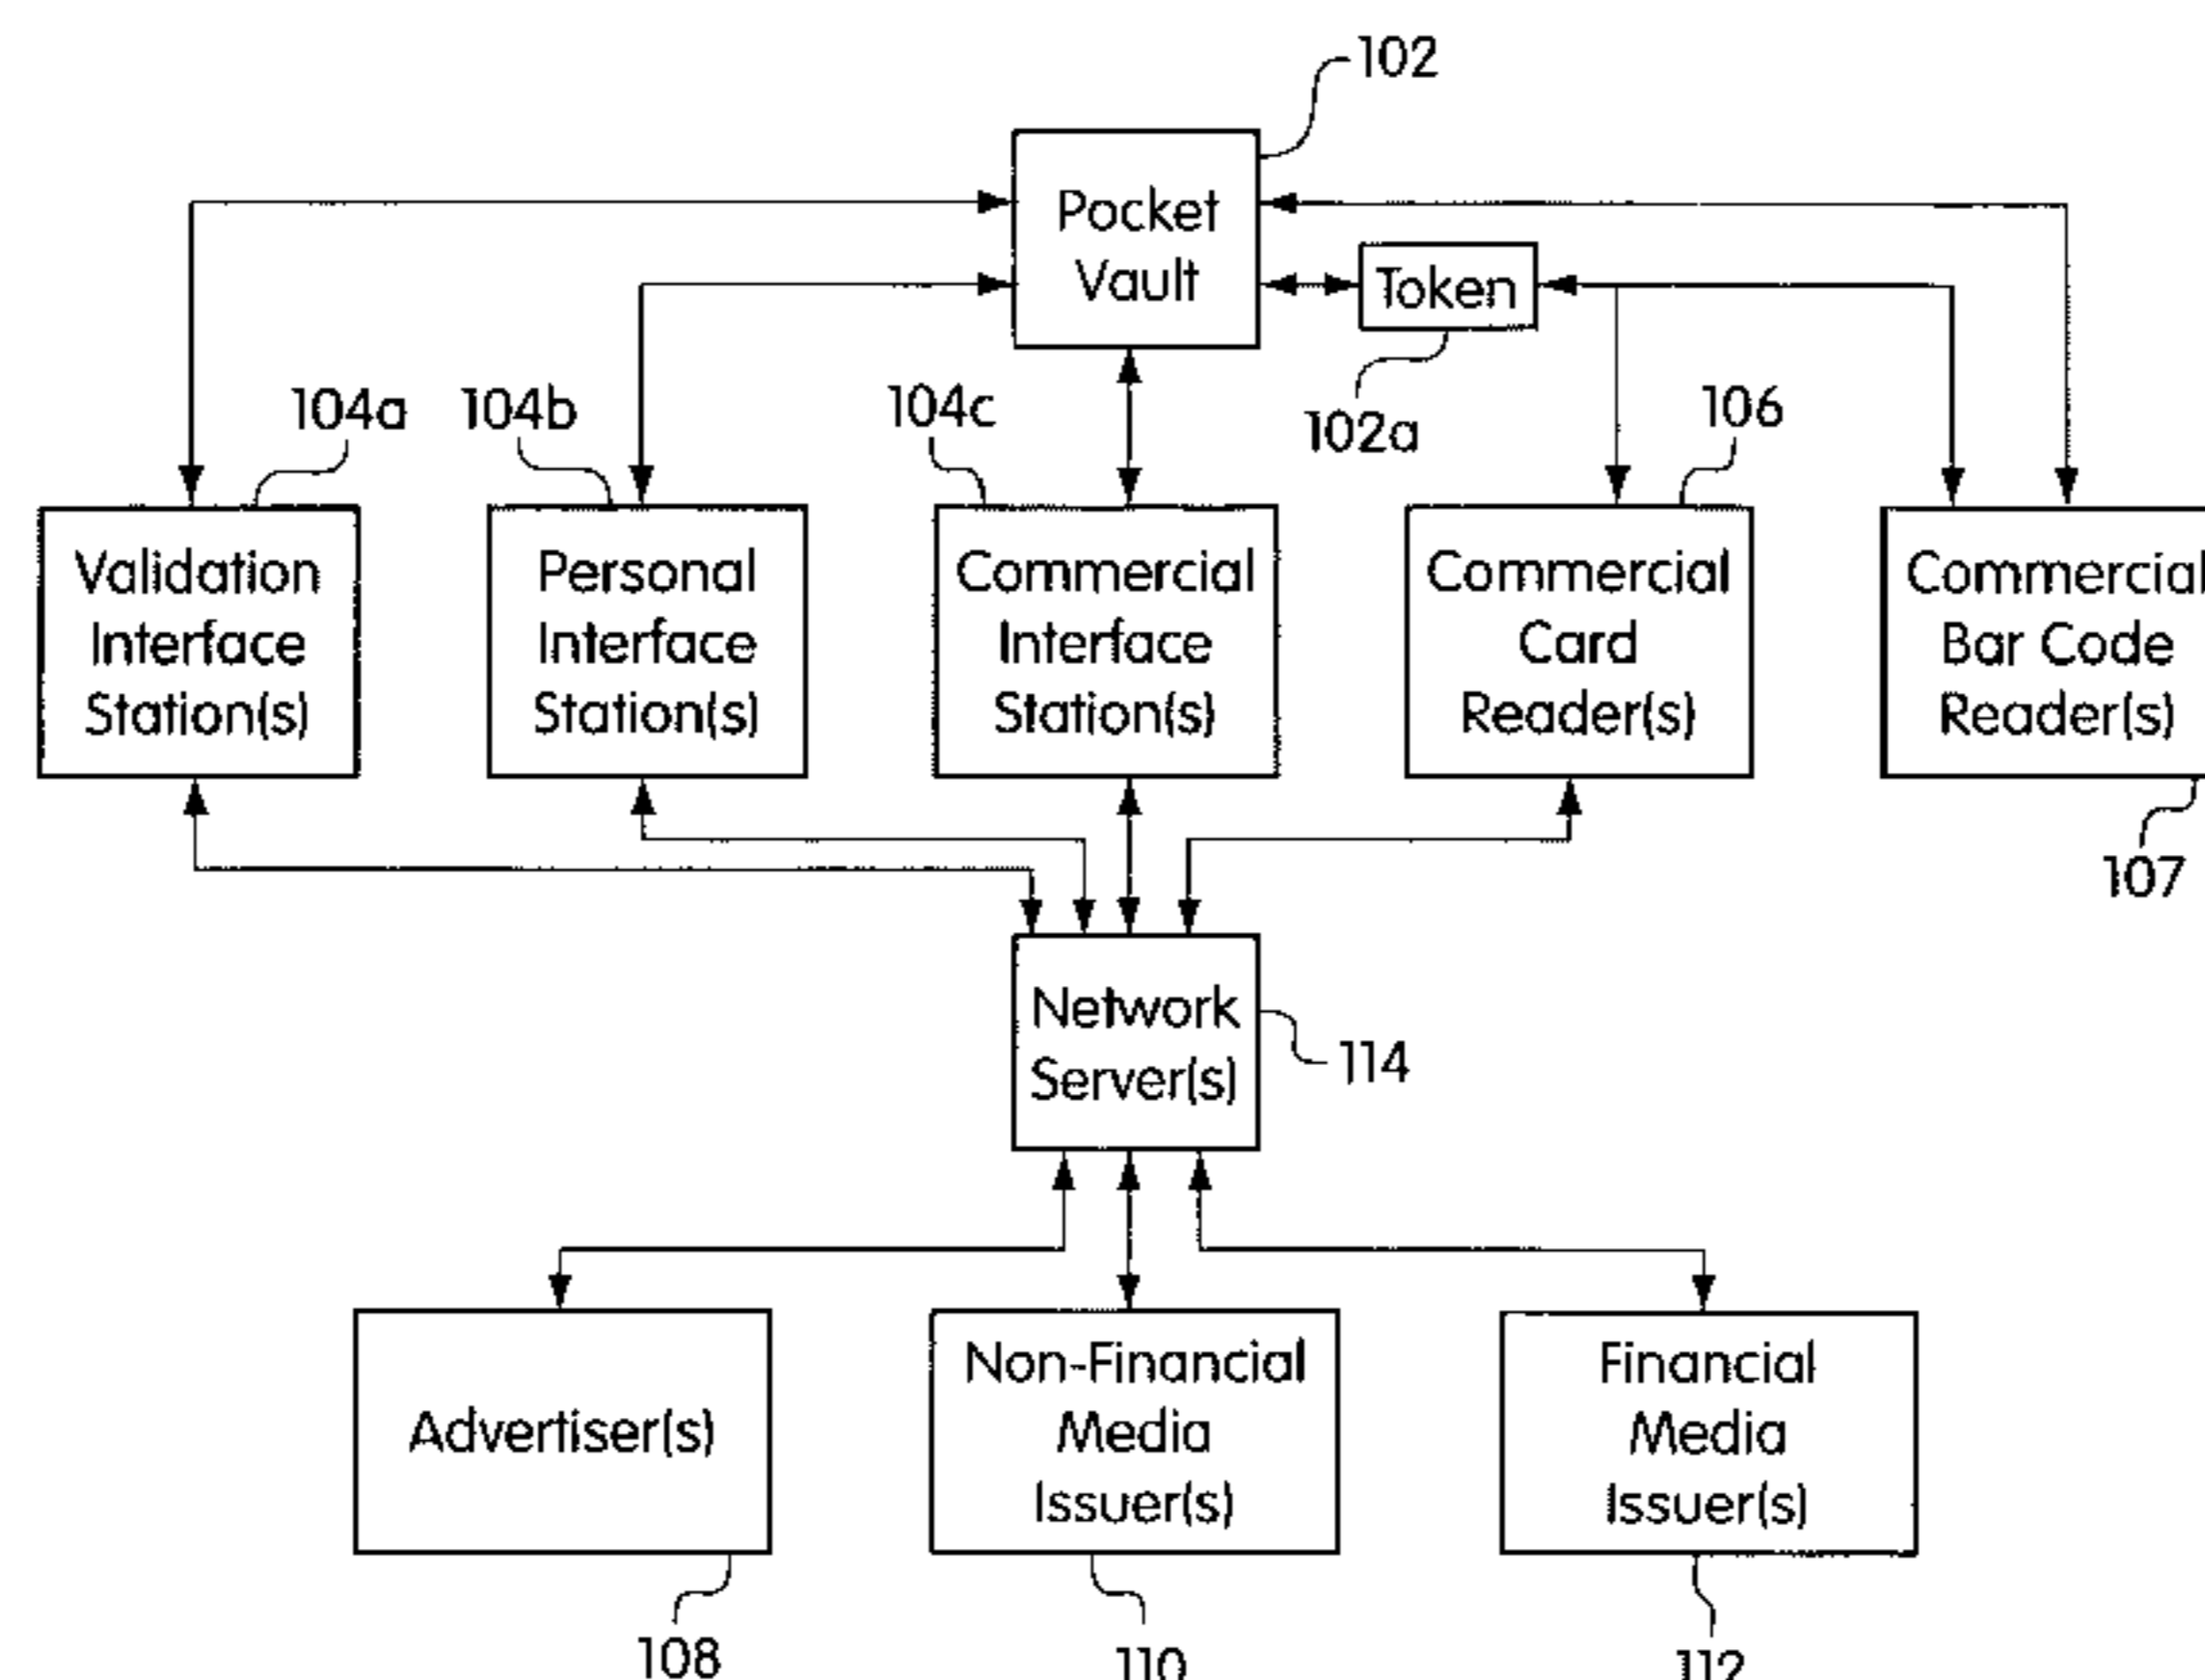 102
Pocket
Vault
Token
102a
104a
104b
104c
106
Validation
Interface
Station(s)
Personal
Interface
Station(s)
Commercial
Interface
Station(s)
Commercial
Card
Reader(s)
Commercial
Bar Code
Reader(s)
107
Network
Server(s)
114
Advertiser(s)
Non-Financial
Media
Issuer(s)
Financial
Media
Issuer(s)
108
110
112